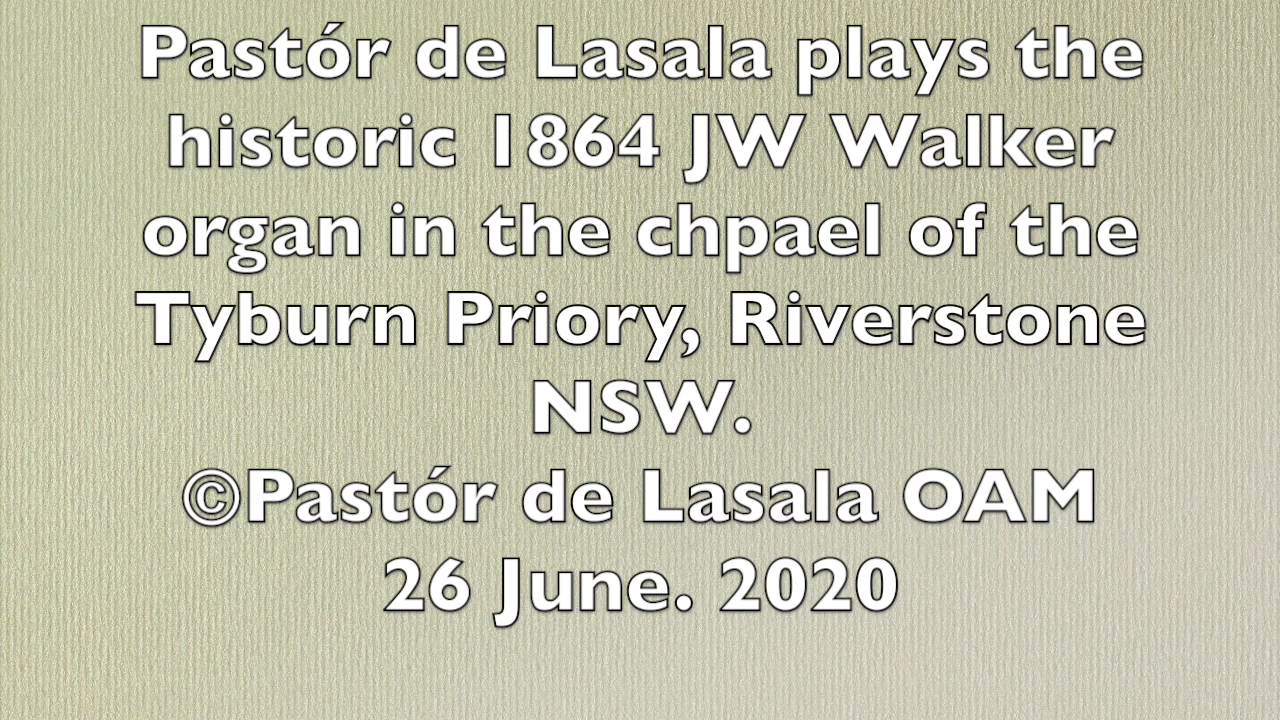 Pastór de Lasala plays the
historic 1864 JW Walker
organ in the chpael of the
Tyburn Priory, Riverstone
NSW.
©Pastór de Lasala OAM
26 June. 2020